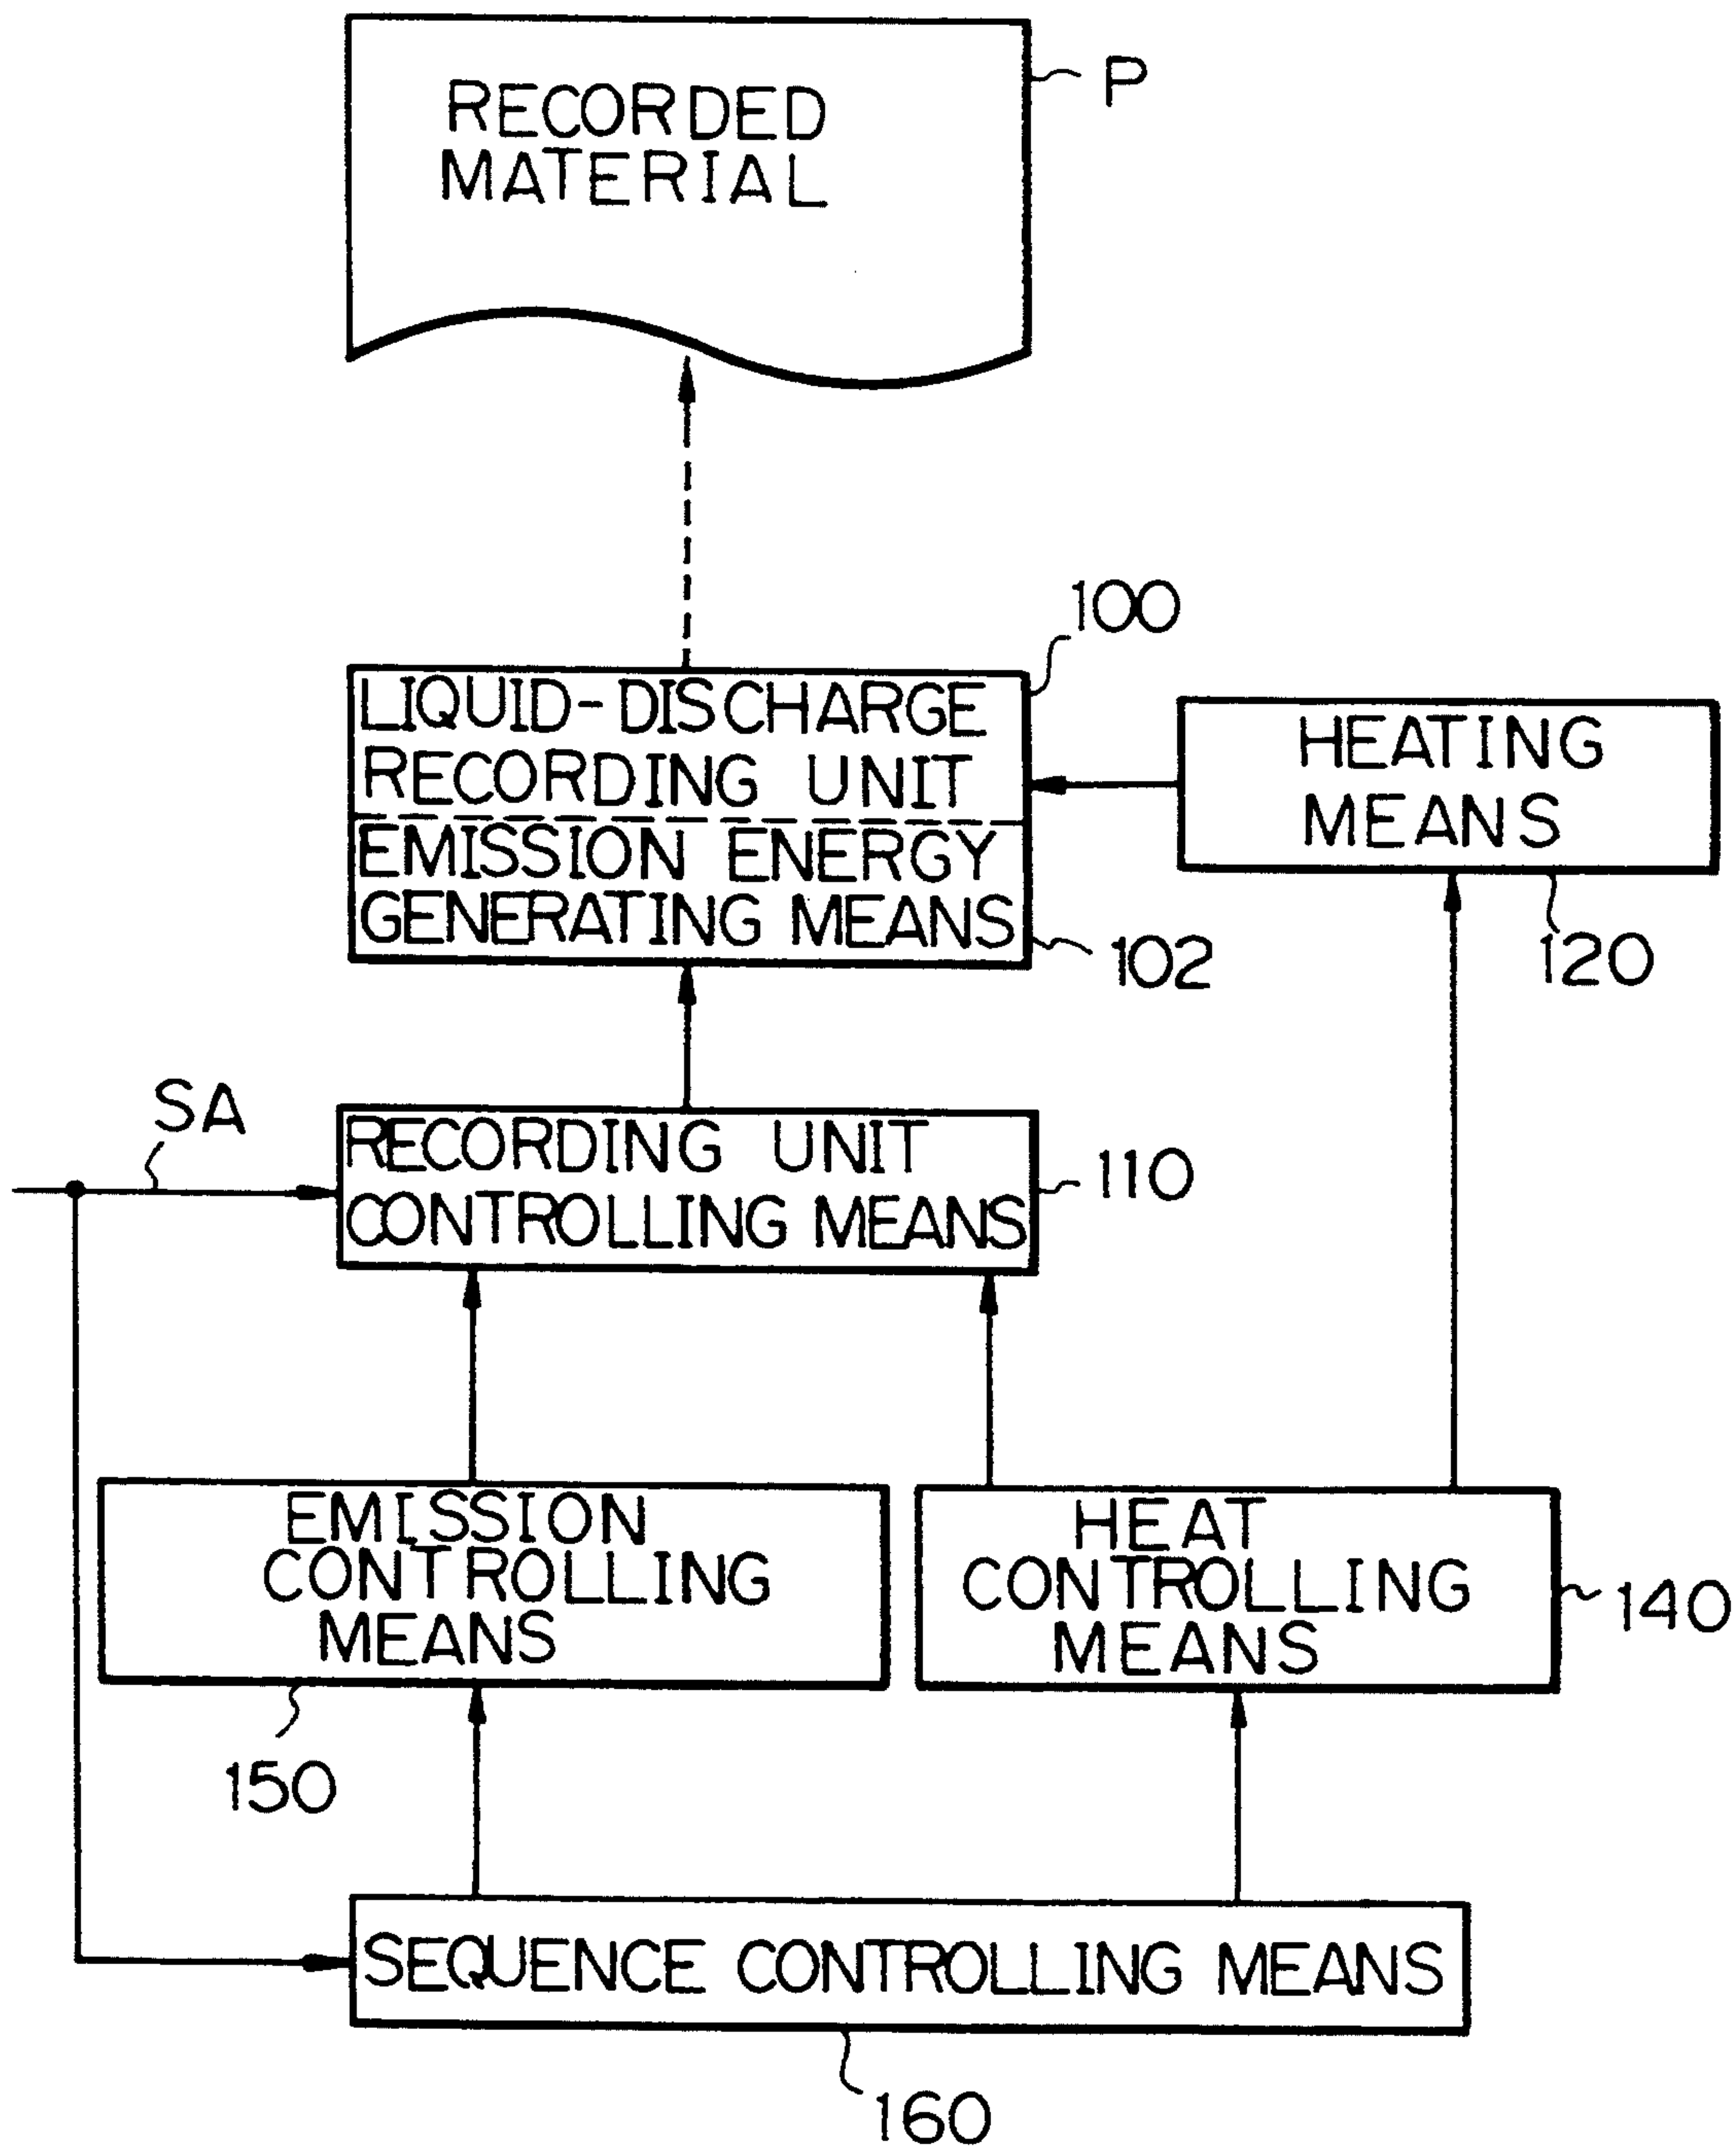 RECORDED
MATERIAL
P
100
LIQUID-DISCHARGE
RECORDING UNIT
EMISSION ENERGY
GENERATING MEANS
102
HEATING
MEANS
120
SA
RECORDING UNIT
CONTROLLING MEANS
110
EMISSION
CONTROLLING
MEANS
150
HEAT
CONTROLLING
MEANS
140
SEQUENCE CONTROLLING MEANS
160